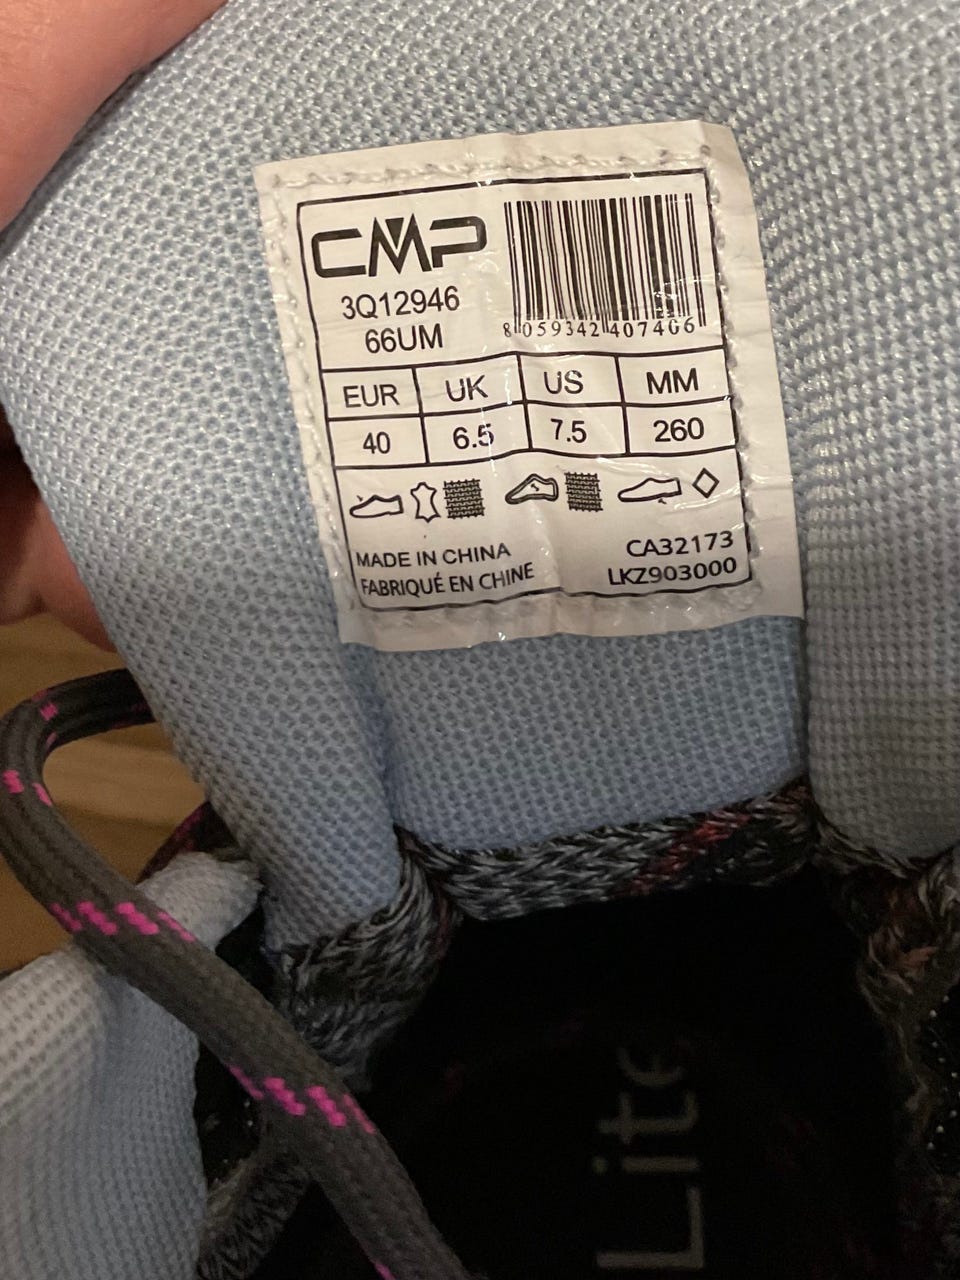 CMP
3Q12946
66UM
8 059342 407406
EUR UK US MM
40 6.5 7.5 260
MADE IN CHINA
FABRIQUÉ EN CHINE
CA32173
LKZ903000
Lite